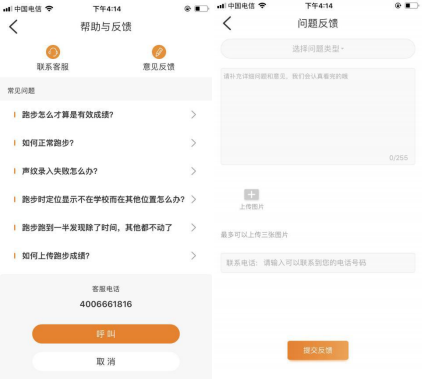 中国电信
下午4:14
帮助与反馈
联系客服
意见反馈
常见问题
跑步怎么才算是有效成绩?
如何正常跑步?
声纹录入失败怎么办?
跑步时定位显示不在学校而在其他位置怎么办?
跑步跑到一半发现除了时间，其他都不动了
如何上传跑步成绩?
客服电话
4006661816
呼叫
取消
中国电信
下午4:14
问题反馈
选择问题类型
请补充详细问题和意见，我们会认真看完的哦
0/255
上传图片
最多可以上传三张图片
联系电话: 请输入可以联系到您的电话号码
提交反馈